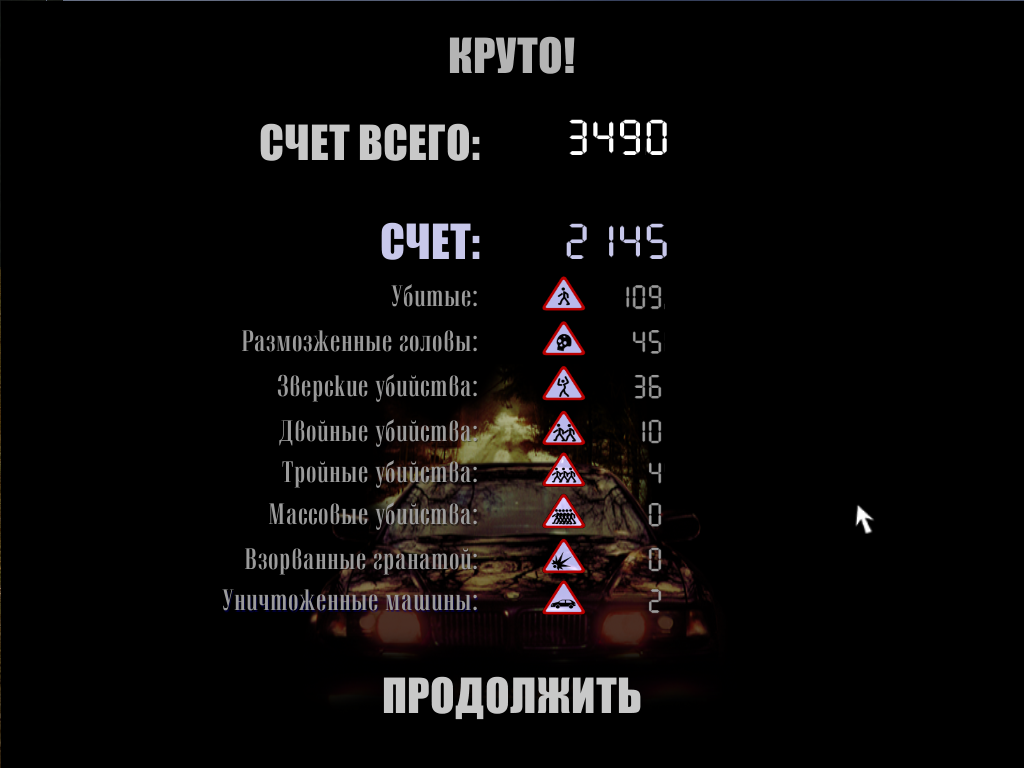 КРУТО!
СЧЕТ ВСЕГО: 3490
СЧЕТ: 2145
Убитые: 109
Размозженные головы: 45
Зверские убийства: 36
Двойные убийства: 10
Тройные убийства: 4
Массовые убийства: 0
Взорванные гранатой: 0
Уничтоженные машины: 2
ПРОДОЛЖИТЬ